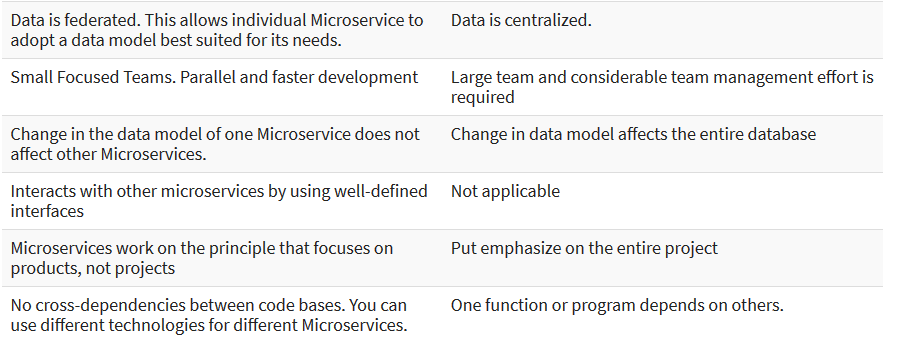 Data is federated. This allows individual Microservice to
adopt a data model best suited for its needs.
Data is centralized.
Small Focused Teams. Parallel and faster development
Large team and considerable team management effort is
required
Change in the data model of one Microservice does not
affect other Microservices.
Change in data model affects the entire database
Interacts with other microservices by using well-defined
interfaces
Not applicable
Microservices work on the principle that focuses on
products, not projects
Put emphasize on the entire project
No cross-dependencies between code bases. You can
use different technologies for different Microservices.
One function or program depends on others.